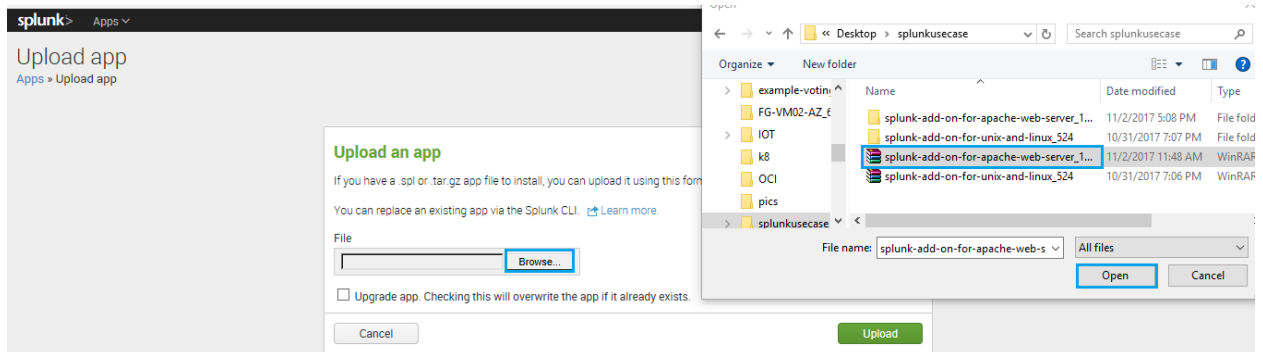 splunk> Apps
Upload app
Apps » Upload app
Upload an app
If you have a .spl or .tar.gz app file to install, you can upload it using this form
You can replace an existing app via the Splunk CLI. Learn more.
File
Browse...
Upgrade app. Checking this will overwrite the app if it already exists.
Cancel Upload
Open
« Desktop › splunkusecase Search splunkusecase
Organize New folder
example-voting
FG-VM02-AZ_6
IOT
k8
OCI
pics
splunkusecase
Name Date modified Type
splunk-add-on-for-apache-web-server_1... 11/2/2017 5:08 PM File fold
splunk-add-on-for-unix-and-linux_524 10/31/2017 7:07 PM File fold
splunk-add-on-for-apache-web-server_1... 11/2/2017 11:48 AM WinRAR
splunk-add-on-for-unix-and-linux_524 10/31/2017 7:06 PM WinRAR
File name: splunk-add-on-for-apache-web-s All files
Open Cancel